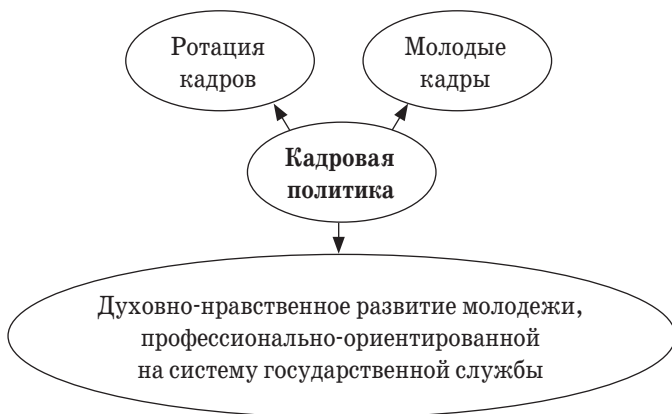 Ротация
кадров
Молодые
кадры
Кадровая
политика
Духовно-нравственное развитие молодежи,
профессионально-ориентированной
на систему государственной службы